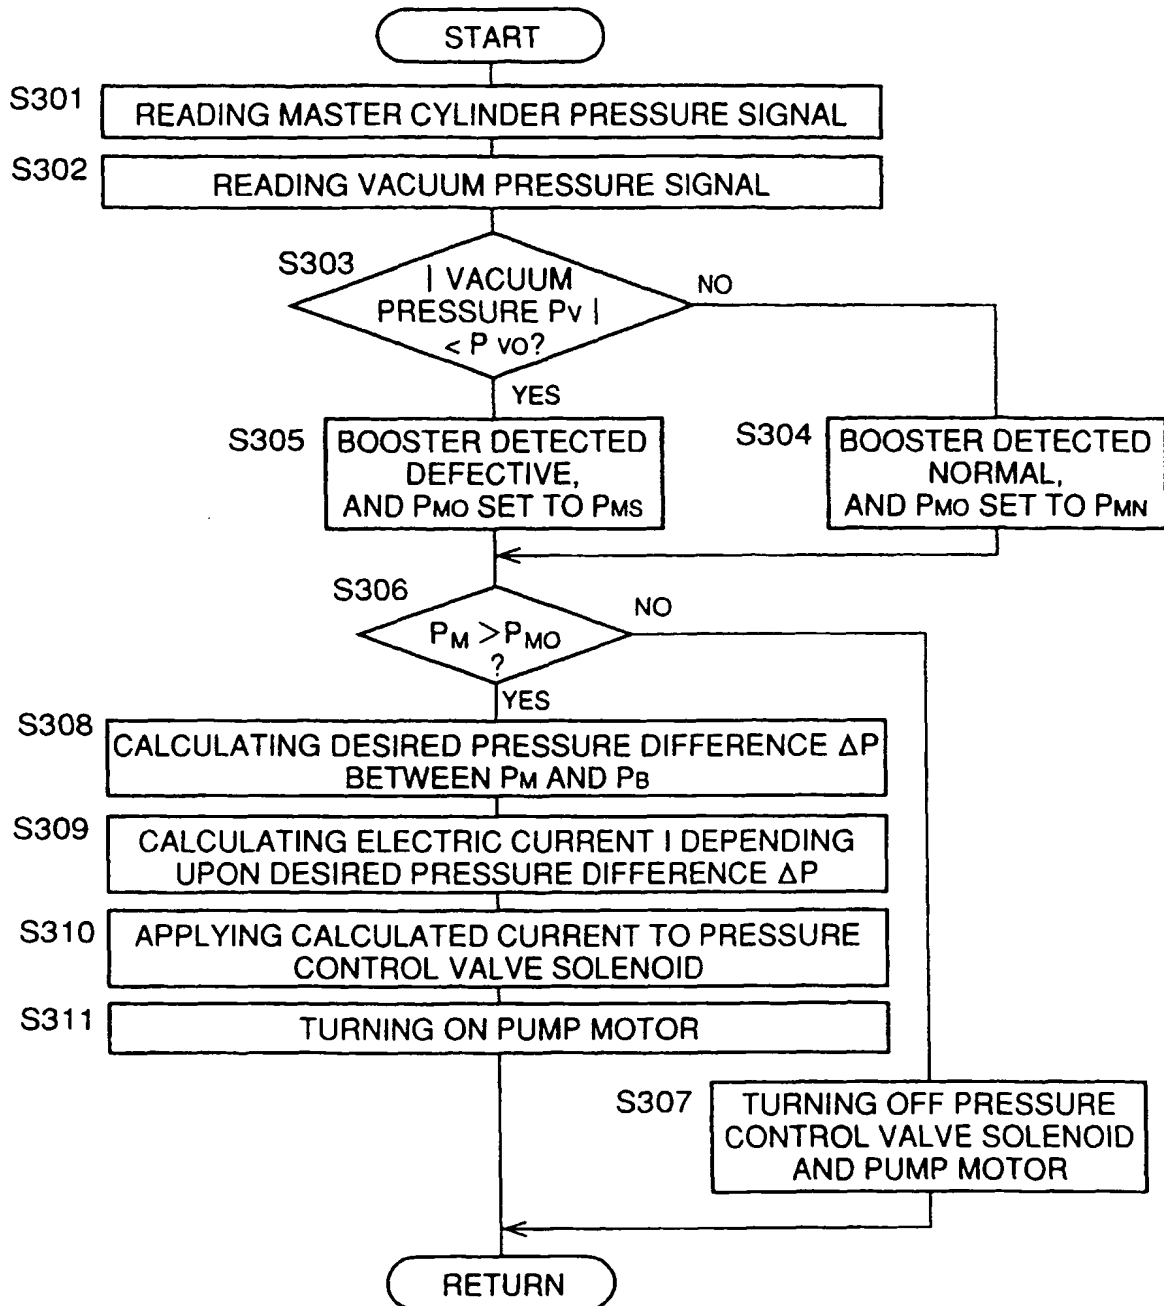 START
S301
READING MASTER CYLINDER PRESSURE SIGNAL
S302
READING VACUUM PRESSURE SIGNAL
S303
| VACUUM
PRESSURE PV |
< P VO?
NO
YES
S305
BOOSTER DETECTED
DEFECTIVE,
AND PMO SET TO PMS
S304
BOOSTER DETECTED
NORMAL,
AND PMO SET TO PMN
S306
PM >PMO
?
NO
YES
S308
CALCULATING DESIRED PRESSURE DIFFERENCE ΔP
BETWEEN PM AND PB
S309
CALCULATING ELECTRIC CURRENT I DEPENDING
UPON DESIRED PRESSURE DIFFERENCE ΔP
S310
APPLYING CALCULATED CURRENT TO PRESSURE
CONTROL VALVE SOLENOID
S311
TURNING ON PUMP MOTOR
S307
TURNING OFF PRESSURE
CONTROL VALVE SOLENOID
AND PUMP MOTOR
RETURN